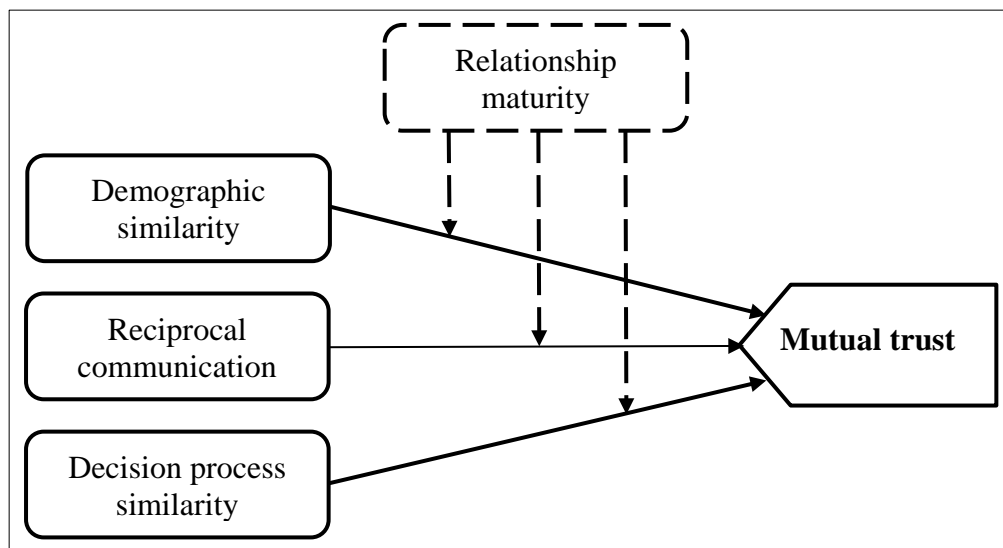 Relationship
maturity
Demographic
similarity
Reciprocal
communication
Mutual trust
Decision process
similarity